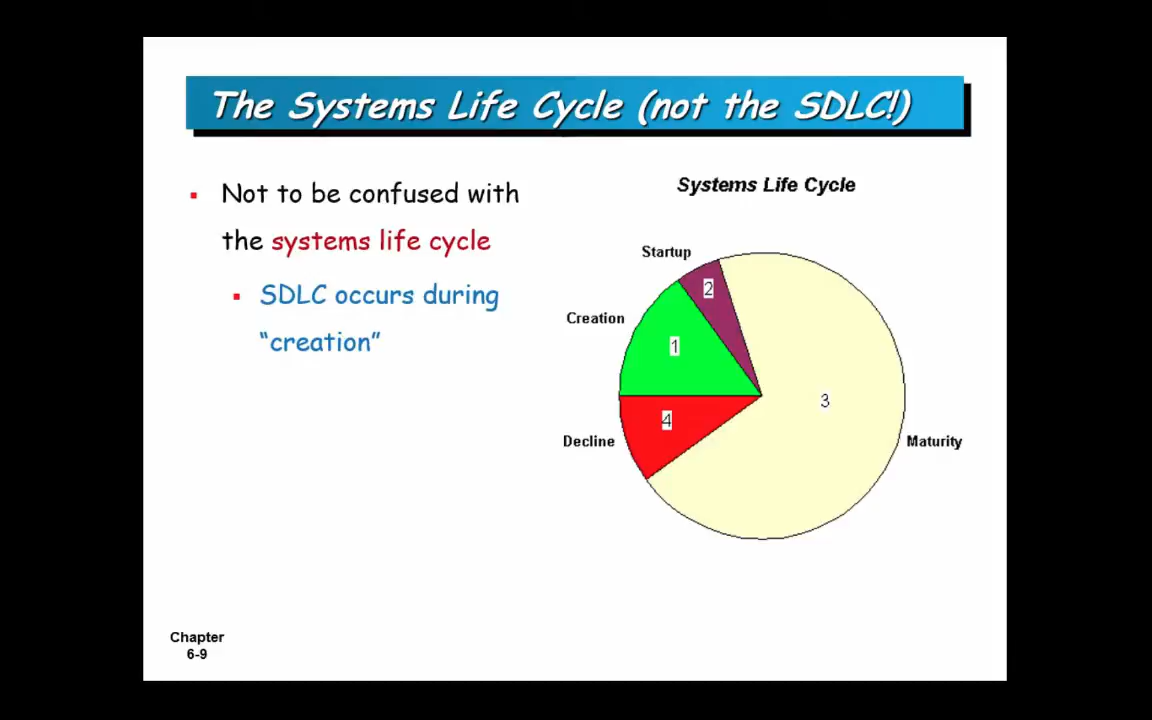 The Systems Life Cycle (not the SDLC!)
Not to be confused with
the systems life cycle
SDLC occurs during
“creation”
Systems Life Cycle
Startup
2
Creation
1
3
4
Decline
Maturity
Chapter
6-9